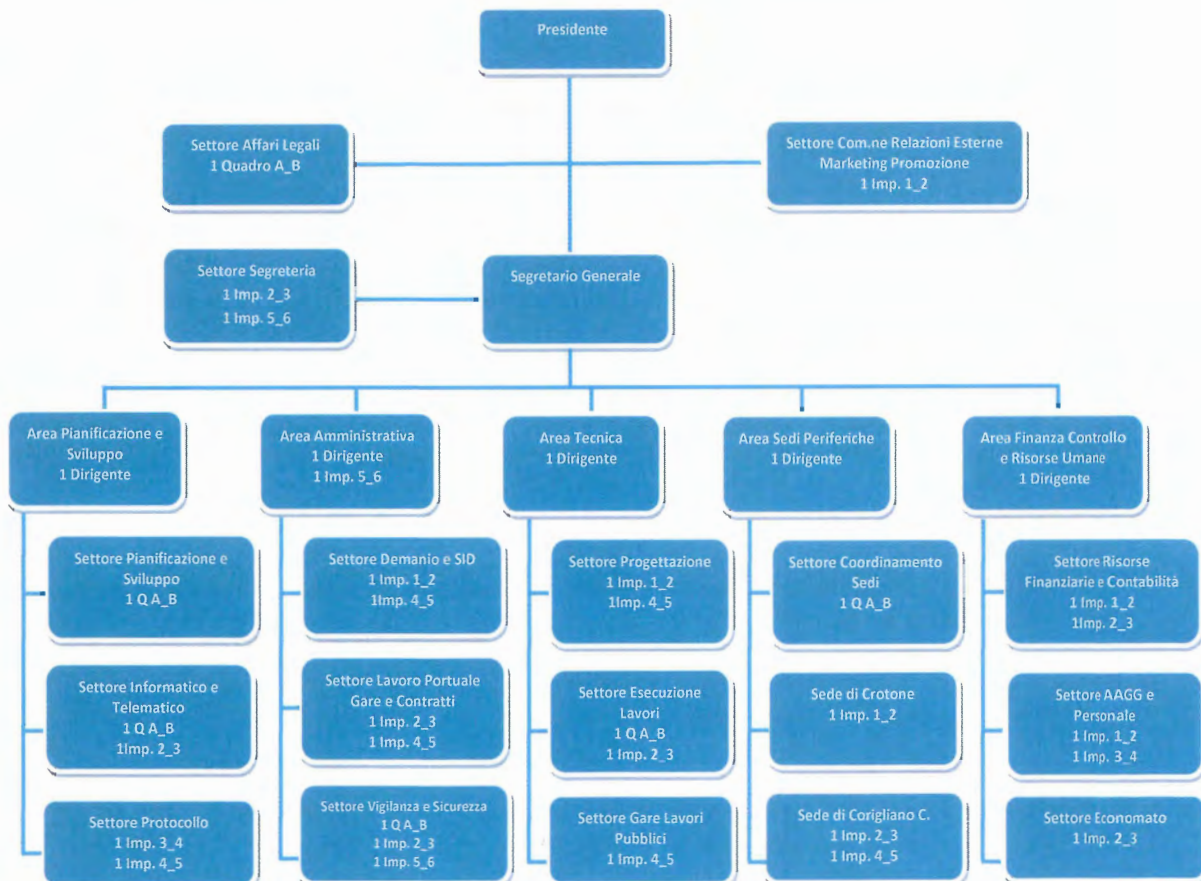 Presidente
Settore Affari Legali
1 Quadro A_B
Settore Com.ne Relazioni Esterne
Marketing Promozione
1 Imp. 1_2
Settore Segreteria
1 Imp. 2_3
1 Imp. 5_6
Segretario Generale
Area Pianificazione e
Sviluppo
1 Dirigente
Area Amministrativa
1 Dirigente
1 Imp. 5_6
Area Tecnica
1 Dirigente
Area Sedi Periferiche
1 Dirigente
Area Finanza Controllo
e Risorse Umane
1 Dirigente
Settore Pianificazione e
Sviluppo
1 Q A_B
Settore Demanio e SID
1 Imp. 1_2
1Imp. 4_5
Settore Progettazione
1 Imp. 1_2
1Imp. 4_5
Settore Coordinamento
Sedi
1 Q A_B
Settore Risorse
Finanziarie e Contabilità
1 Imp. 1_2
1Imp. 2_3
Settore Informatico e
Telematico
1 Q A_B
1Imp. 2_3
Settore Lavoro Portuale
Gare e Contratti
1 Imp. 2_3
1 Imp. 4_5
Settore Esecuzione
Lavori
1 Q A_B
1 Imp. 2_3
Sede di Crotone
1 Imp. 1_2
Settore AAGG e
Personale
1 Imp. 1_2
1 Imp. 3_4
Settore Protocollo
1 Imp. 3_4
1 Imp. 4_5
Settore Vigilanza e Sicurezza
1 Q A_B
1 Imp. 2_3
1 Imp. 5_6
Settore Gare Lavori
Pubblici
1 Imp. 4_5
Sede di Corigliano C.
1 Imp. 2_3
1 Imp. 4_5
Settore Economato
1 Imp. 2_3